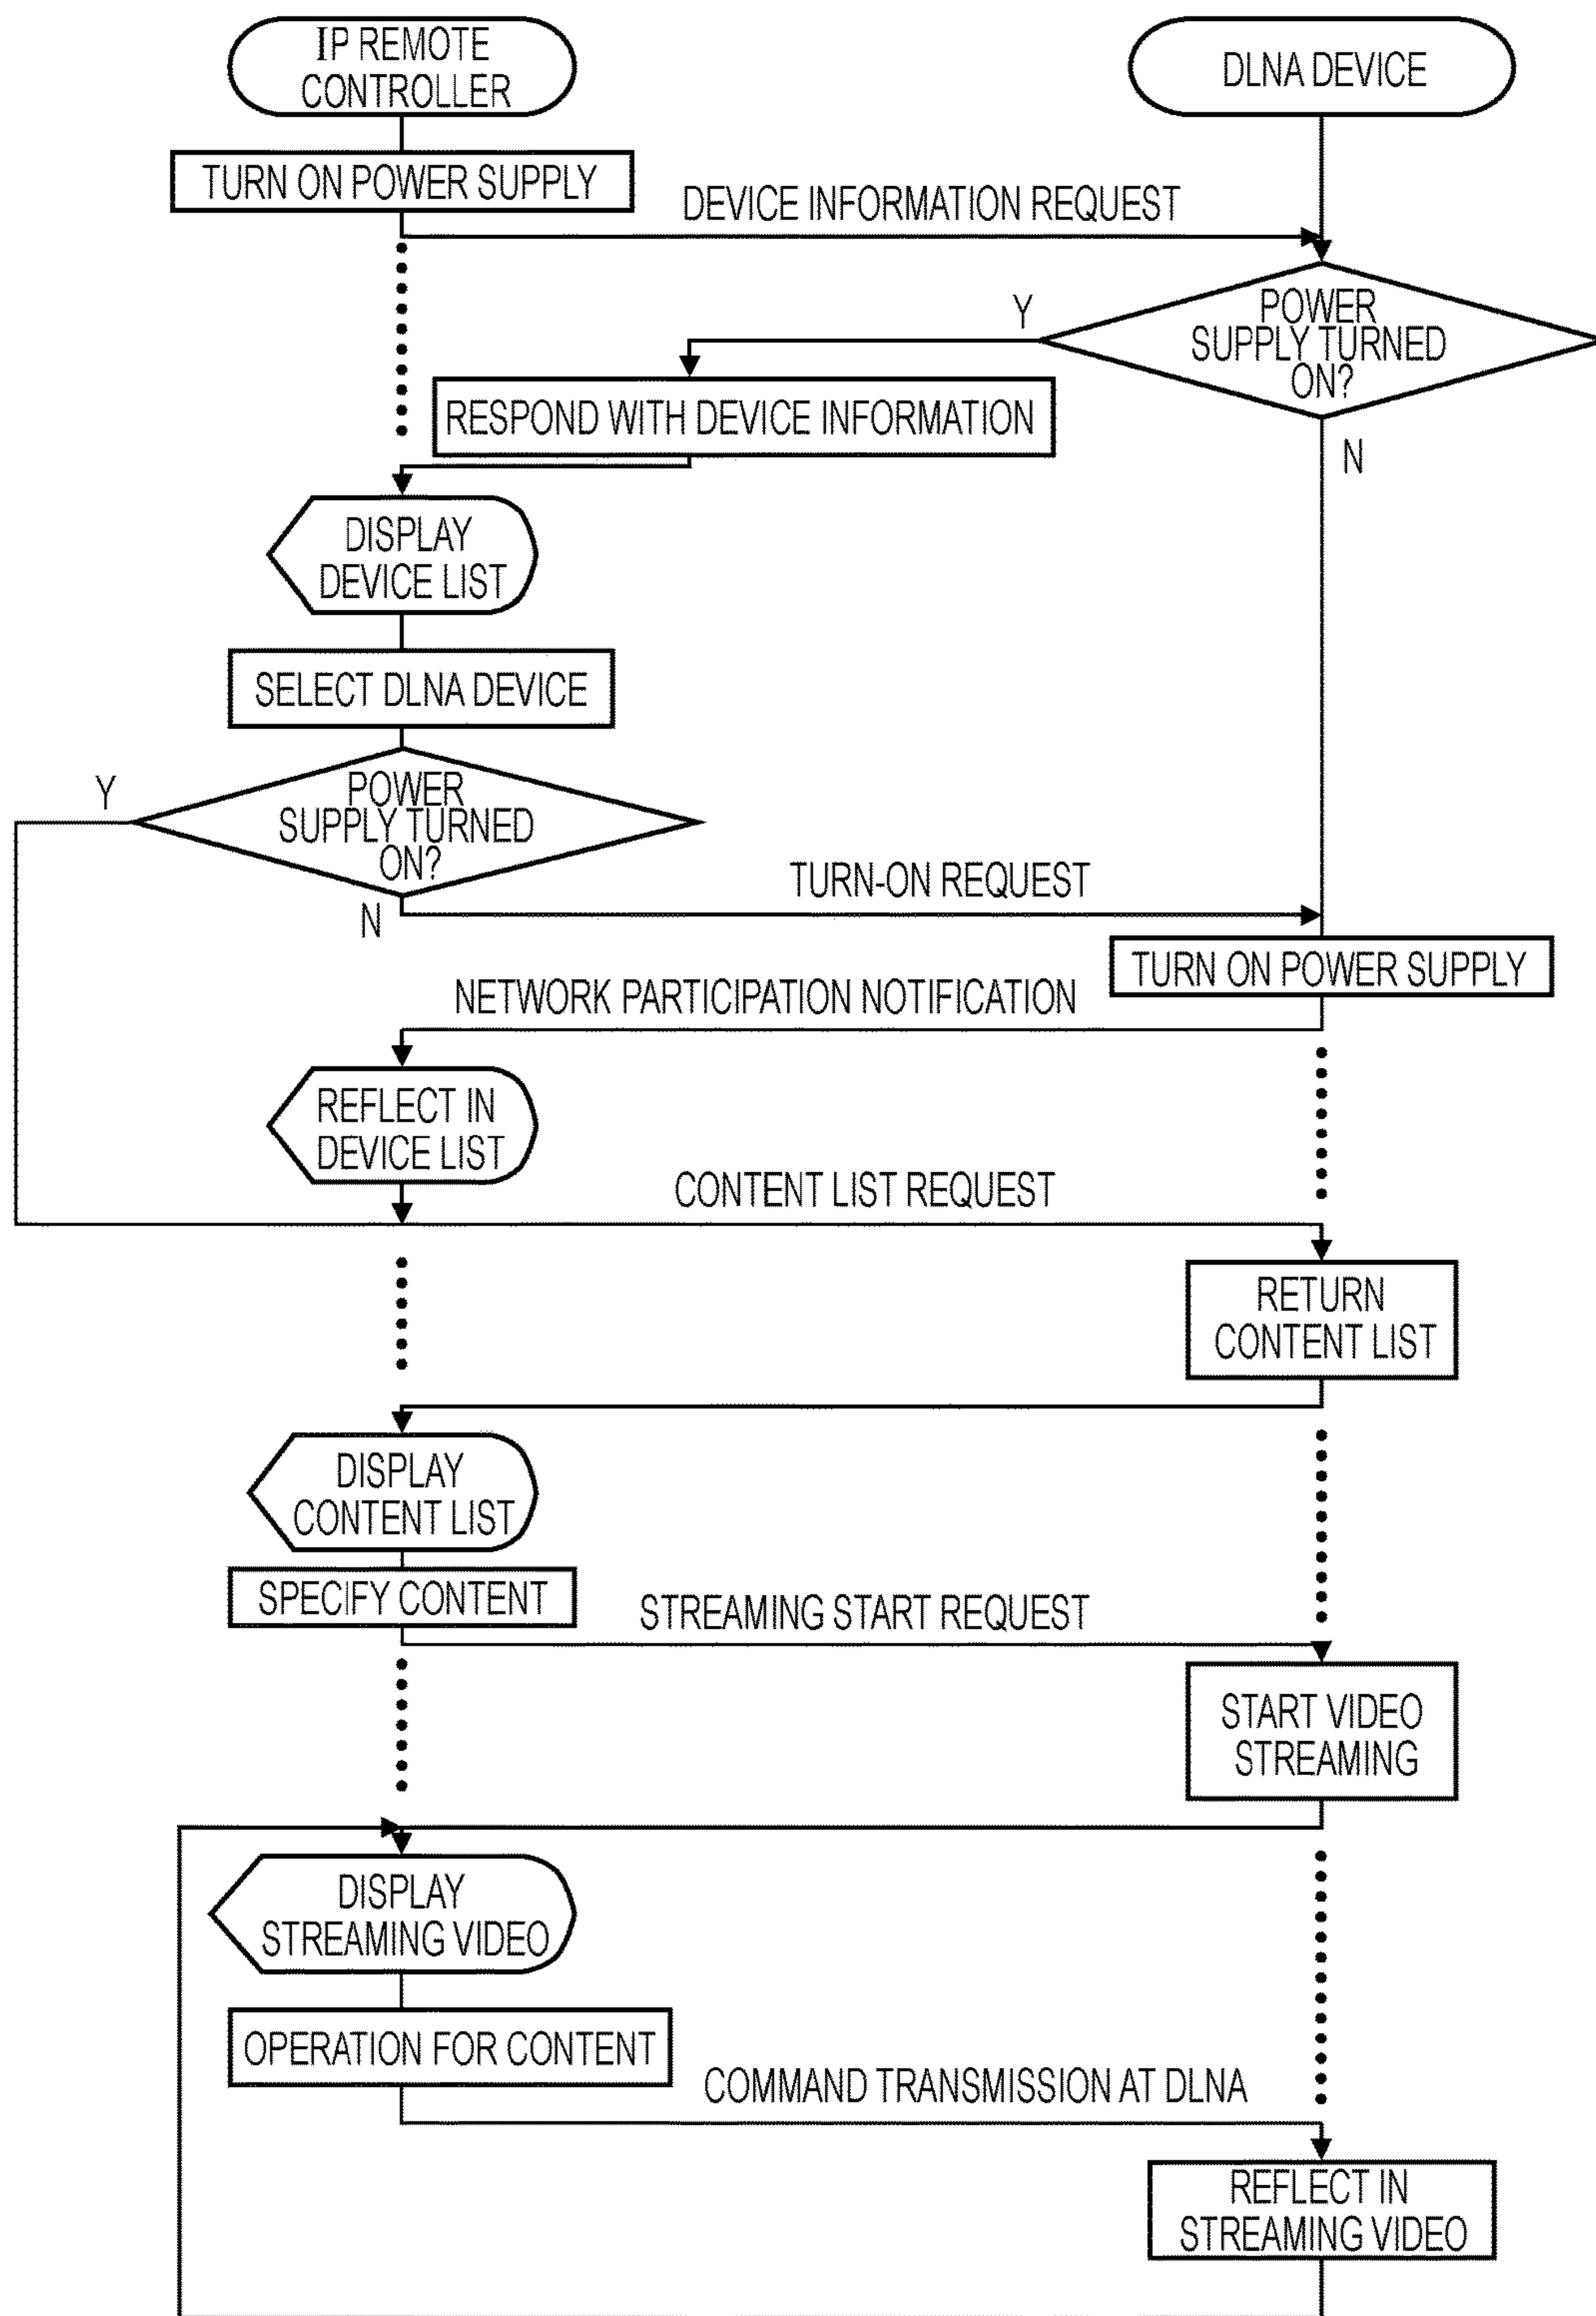 IP REMOTE
CONTROLLER
DLNA DEVICE
TURN ON POWER SUPPLY
DEVICE INFORMATION REQUEST
POWER
SUPPLY TURNED
ON?
Y
N
RESPOND WITH DEVICE INFORMATION
DISPLAY
DEVICE LIST
SELECT DLNA DEVICE
POWER
SUPPLY TURNED
ON?
Y
N
TURN-ON REQUEST
TURN ON POWER SUPPLY
NETWORK PARTICIPATION NOTIFICATION
REFLECT IN
DEVICE LIST
CONTENT LIST REQUEST
RETURN
CONTENT LIST
DISPLAY
CONTENT LIST
SPECIFY CONTENT
STREAMING START REQUEST
START VIDEO
STREAMING
DISPLAY
STREAMING VIDEO
OPERATION FOR CONTENT
COMMAND TRANSMISSION AT DLNA
REFLECT IN
STREAMING VIDEO